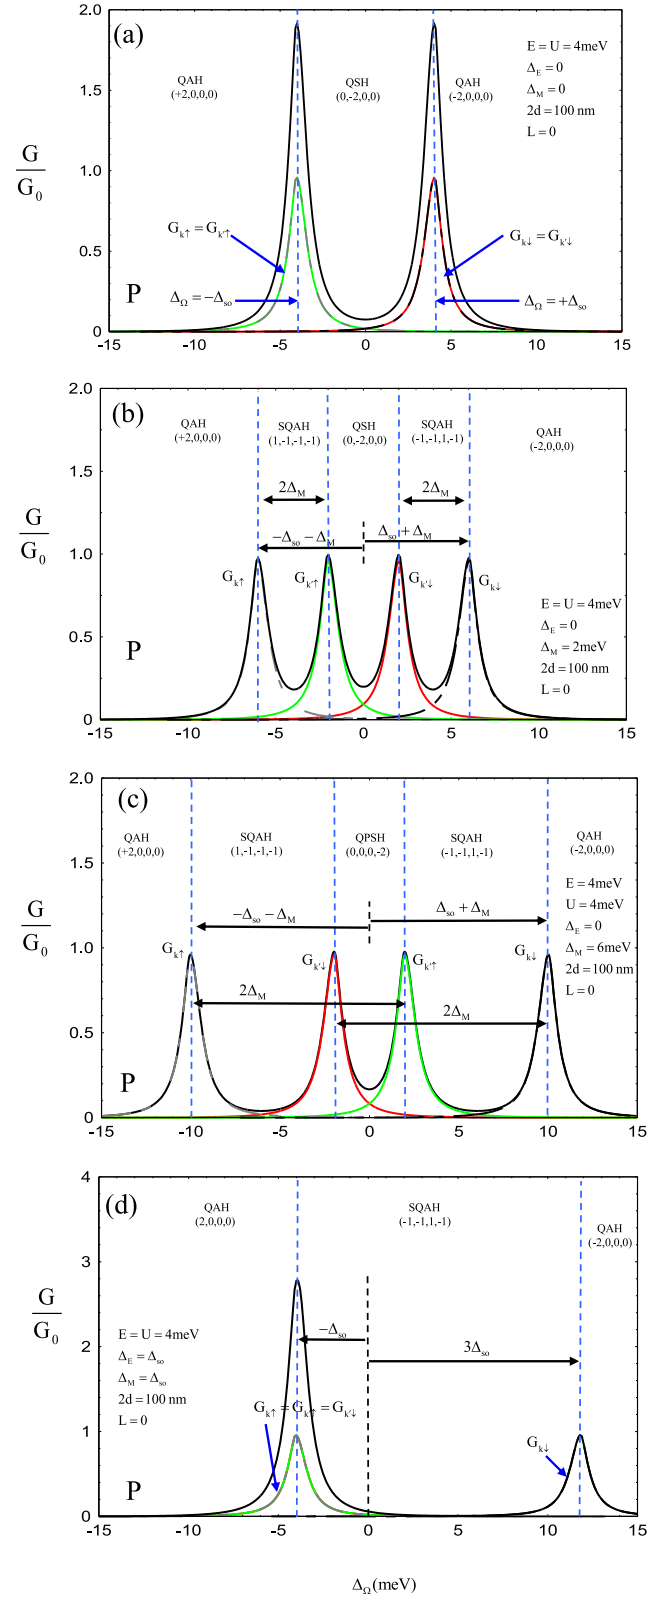 (a)
2.0
1.5
1.0
0.5
0
G
G₀
QAH
(+2,0,0,0)
QSH
(0,-2,0,0)
QAH
(-2,0,0,0)
E = U = 4meV
Δ_E = 0
Δ_M = 0
2d = 100 nm
L = 0
G_k↑ = G_k'↑
G_k↓ = G_k'↓
P
Δ_Ω = −Δ_so
Δ_Ω = +Δ_so
-15 -10 -5 0 5 10 15
(b)
2.0
1.5
1.0
0.5
0
G
G₀
QAH
(+2,0,0,0)
SQAH
(1,-1,-1,-1)
QSH
(0,-2,0,0)
SQAH
(-1,-1,1,-1)
QAH
(-2,0,0,0)
2Δ_M
2Δ_M
−Δ_so − Δ_M
Δ_so + Δ_M
G_k↑
G_k'↑
G_k'↓
G_k↓
E = U = 4meV
Δ_E = 0
Δ_M = 2meV
2d = 100 nm
L = 0
P
-15 -10 -5 0 5 10 15
(c)
2.0
1.5
1.0
0.5
0
G
G₀
QAH
(+2,0,0,0)
SQAH
(1,-1,-1,-1)
QPSH
(0,0,0,-2)
SQAH
(-1,-1,1,-1)
QAH
(-2,0,0,0)
E = 4meV
U = 4meV
Δ_E = 0
Δ_M = 6meV
2d = 100 nm
L = 0
−Δ_so − Δ_M
Δ_so + Δ_M
G_k↑
G_k'↓
G_k'↑
G_k↓
2Δ_M
2Δ_M
P
-15 -10 -5 0 5 10 15
(d)
4
3
2
1
0
G
G₀
QAH
(2,0,0,0)
SQAH
(-1,-1,1,-1)
QAH
(-2,0,0,0)
E = U = 4meV
Δ_E = Δ_so
Δ_M = Δ_so
2d = 100 nm
L = 0
−Δ_so
3Δ_so
G_k↑ = G_k'↑ = G_k'↓
G_k↓
P
-15 -10 -5 0 5 10 15
Δ_Ω (meV)